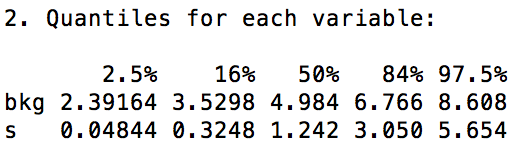 2. Quantiles for each variable:
2.5% 16% 50% 84% 97.5%
bkg 2.39164 3.5298 4.984 6.766 8.608
s 0.04844 0.3248 1.242 3.050 5.654